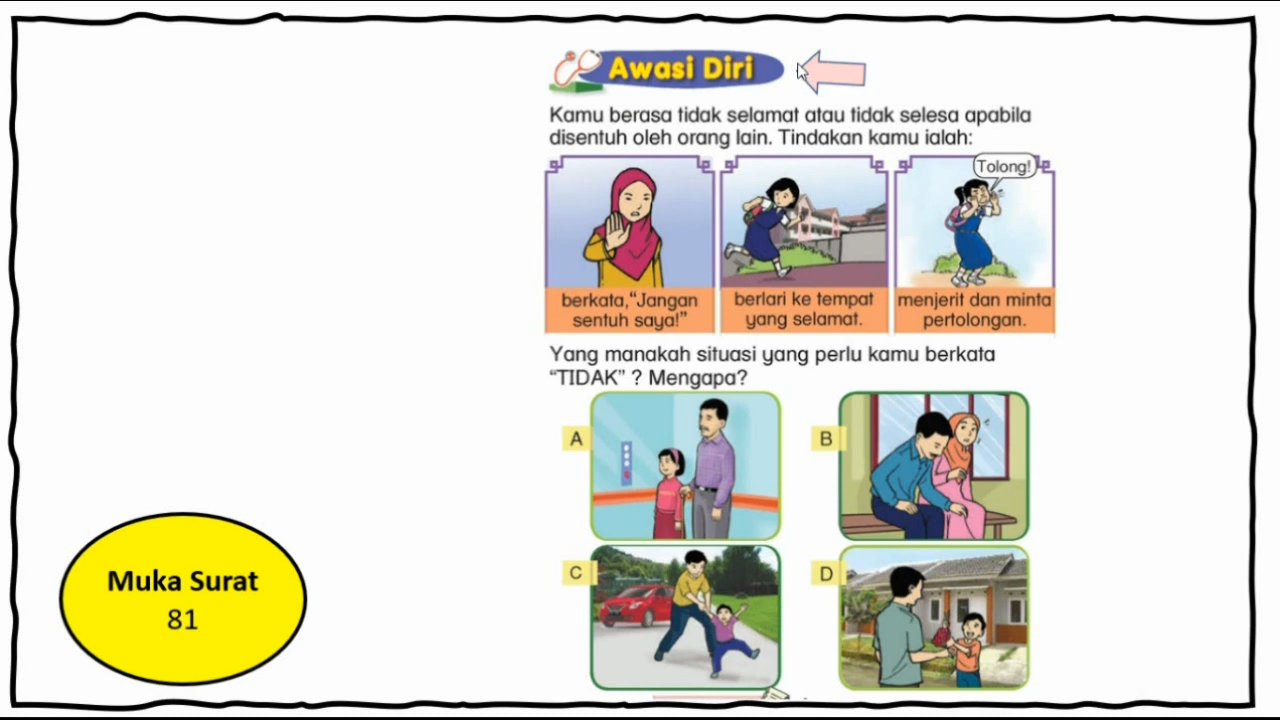 Awasi Diri
Kamu berasa tidak selamat atau tidak selesa apabila
disentuh oleh orang lain. Tindakan kamu ialah:
Tolong!
berkata,“Jangan
sentuh saya!”
berlari ke tempat
yang selamat.
menjerit dan minta
pertolongan.
Yang manakah situasi yang perlu kamu berkata
“TIDAK” ? Mengapa?
A
B
C
D
Muka Surat
81